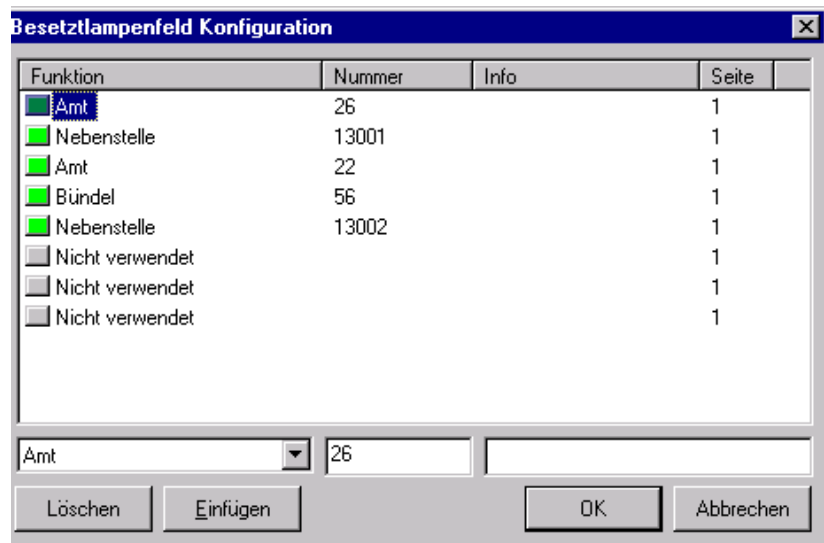 Besetztlampenfeld Konfiguration
Funktion Nummer Info Seite
Amt 26 1
Nebenstelle 13001 1
Amt 22 1
Bündel 56 1
Nebenstelle 13002 1
Nicht verwendet 1
Nicht verwendet 1
Nicht verwendet 1
Amt 26
Löschen Einfügen OK Abbrechen